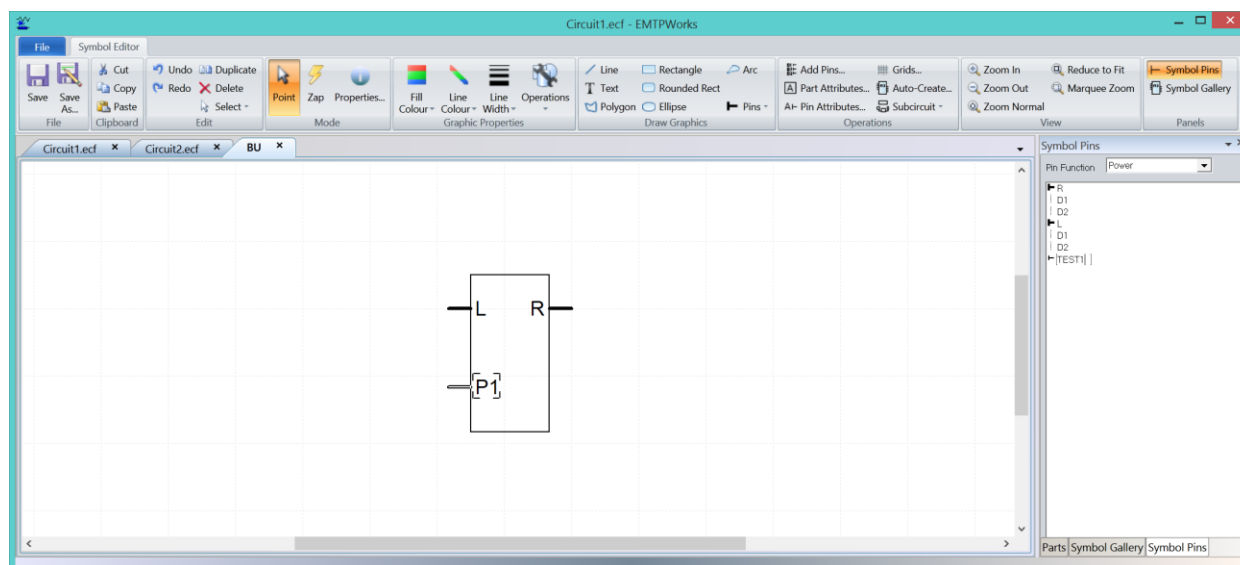 Circuit1.ecf - EMTPWorks
File Symbol Editor
Save Save As... Cut Copy Paste Undo Redo Duplicate Delete Select Point Zap Properties... Fill Colour Line Colour Line Width Operations Line Text Polygon Rectangle Rounded Rect Ellipse Arc Pins Add Pins... Part Attributes... A Pin Attributes... Grids... Auto-Create... Subcircuit Zoom In Zoom Out Zoom Normal Reduce to Fit Marquee Zoom Symbol Pins Symbol Gallery
File Clipboard Edit Mode Graphic Properties Draw Graphics Operations View Panels
Circuit1.ecf Circuit2.ecf BU Symbol Pins
Pin Function Power
R
D1
D2
L
D1
D2
TEST1
L R
P1
Parts Symbol Gallery Symbol Pins